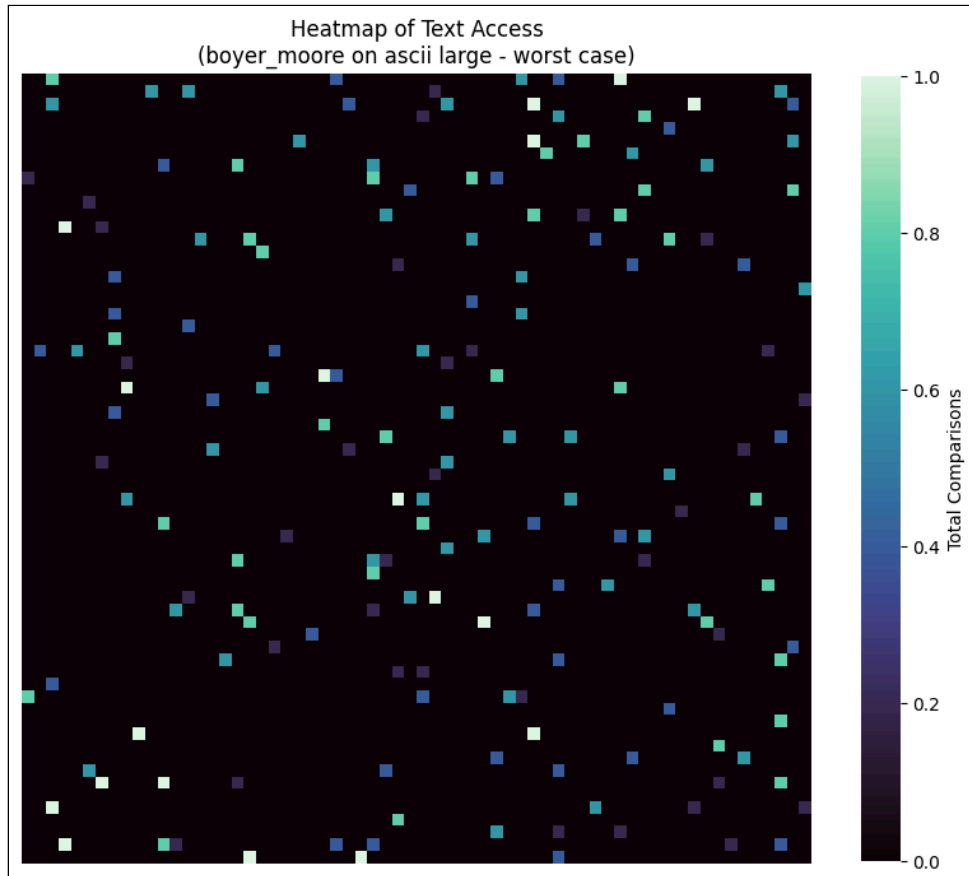 Heatmap of Text Access
(boyer_moore on ascii large - worst case)
1.0
0.8
0.6
0.4
0.2
0.0
Total Comparisons